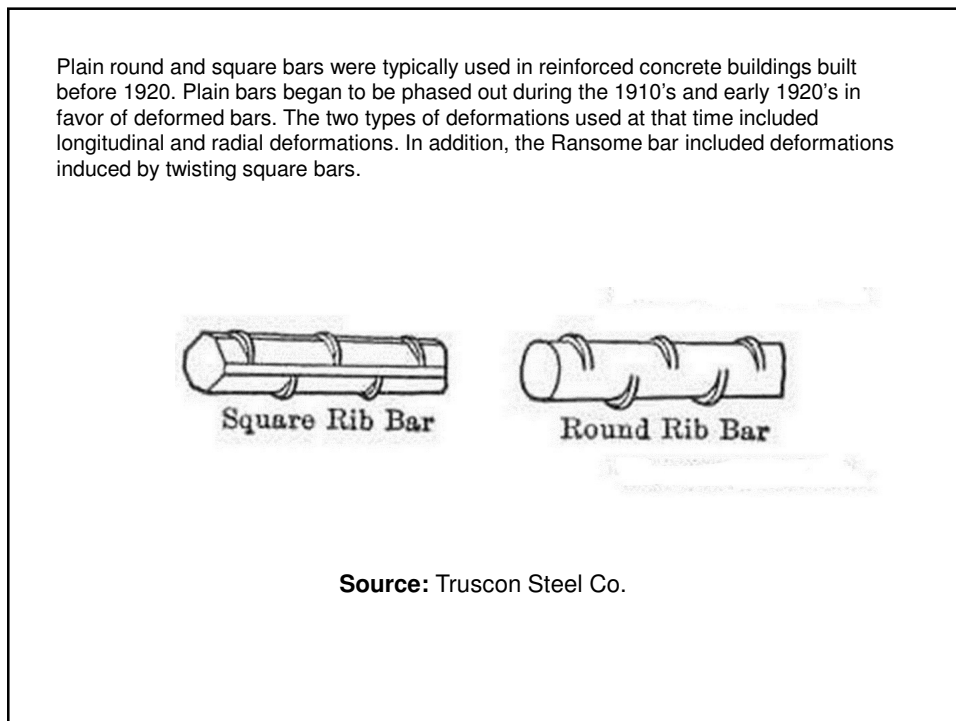 Plain round and square bars were typically used in reinforced concrete buildings built
before 1920. Plain bars began to be phased out during the 1910's and early 1920's in
favor of deformed bars. The two types of deformations used at that time included
longitudinal and radial deformations. In addition, the Ransome bar included deformations
induced by twisting square bars.
Square Rib Bar
Round Rib Bar
Source: Truscon Steel Co.